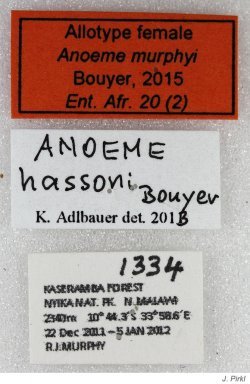 Allotype female
Anoeme murphyi
Bouyer, 2015
Ent. Afr. 20 (2)
ANOEME
hassoni Bouyer
K. Adlbauer det. 2013
1334
KASERAMBA FOREST
NYIKA NAT. PK. N. MALAWI
2340m 10° 44.3'S 33° 58.6'E
22 Dec 2011 - 5 JAN 2012
R.J. MURPHY
J. Pirkl